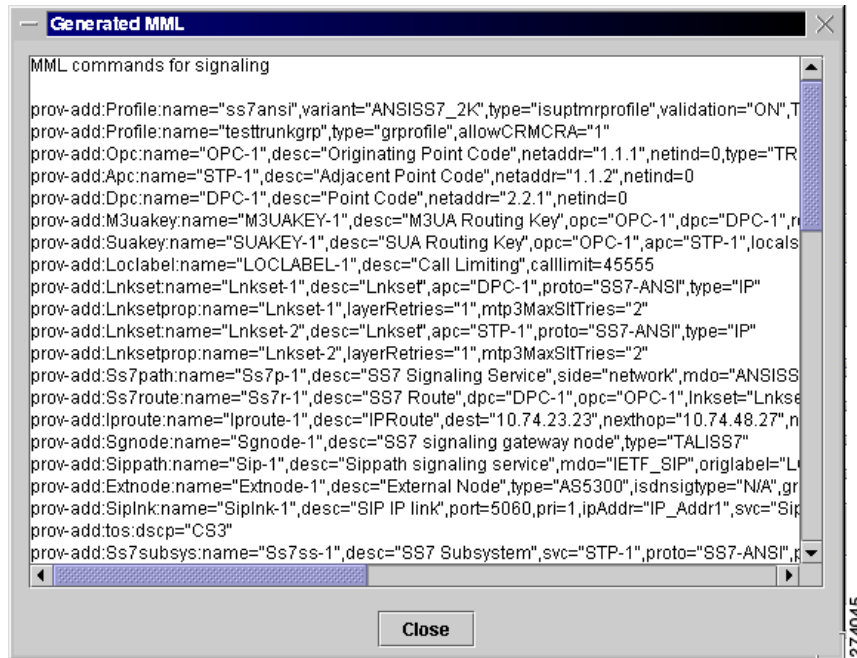 Generated MML
MML commands for signaling
prov-add:Profile:name="ss7ansi",variant="ANSISS7_2K",type="isuptmrprofile",validation="ON",T
prov-add:Profile:name="testtrunkgrp",type="grprofile",allowCRMCRA="1"
prov-add:Opc:name="OPC-1",desc="Originating Point Code",netaddr="1.1.1",netind=0,type="TR
prov-add:Apc:name="STP-1",desc="Adjacent Point Code",netaddr="1.1.2",netind=0
prov-add:Dpc:name="DPC-1",desc="Point Code",netaddr="2.2.1",netind=0
prov-add:M3uakey:name="M3UAKEY-1",desc="M3UA Routing Key",opc="OPC-1",dpc="DPC-1",r
prov-add:Suakey:name="SUAKEY-1",desc="SUA Routing Key",opc="OPC-1",apc="STP-1",locals
prov-add:Loclabel:name="LOCLABEL-1",desc="Call Limiting",calllimit=45555
prov-add:Lnkset:name="Lnkset-1",desc="Lnkset",apc="DPC-1",proto="SS7-ANSI",type="IP"
prov-add:Lnksetprop:name="Lnkset-1",layerRetries="1",mtp3MaxSltTries="2"
prov-add:Lnkset:name="Lnkset-2",desc="Lnkset",apc="STP-1",proto="SS7-ANSI",type="IP"
prov-add:Lnksetprop:name="Lnkset-2",layerRetries="1",mtp3MaxSltTries="2"
prov-add:Ss7path:name="Ss7p-1",desc="SS7 Signaling Service",side="network",mdo="ANSISS
prov-add:Ss7route:name="Ss7r-1",desc="SS7 Route",dpc="DPC-1",opc="OPC-1",lnkset="Lnkse
prov-add:Iproute:name="Iproute-1",desc="IPRoute",dest="10.74.23.23",nexthop="10.74.48.27",n
prov-add:Sgnode:name="Sgnode-1",desc="SS7 signaling gateway node",type="TALISS7"
prov-add:Sippath:name="Sip-1",desc="Sippath signaling service",mdo="IETF_SIP",origlabel="L
prov-add:Extnode:name="Extnode-1",desc="External Node",type="AS5300",isdnsigtype="N/A",gr
prov-add:Siplnk:name="Siplnk-1",desc="SIP IP link",port=5060,pri=1,ipAddr="IP_Addr1",svc="Sip
prov-add:tos:dscp="CS3"
prov-add:Ss7subsys:name="Ss7ss-1",desc="SS7 Subsystem",svc="STP-1",proto="SS7-ANSI",p
Close
274045